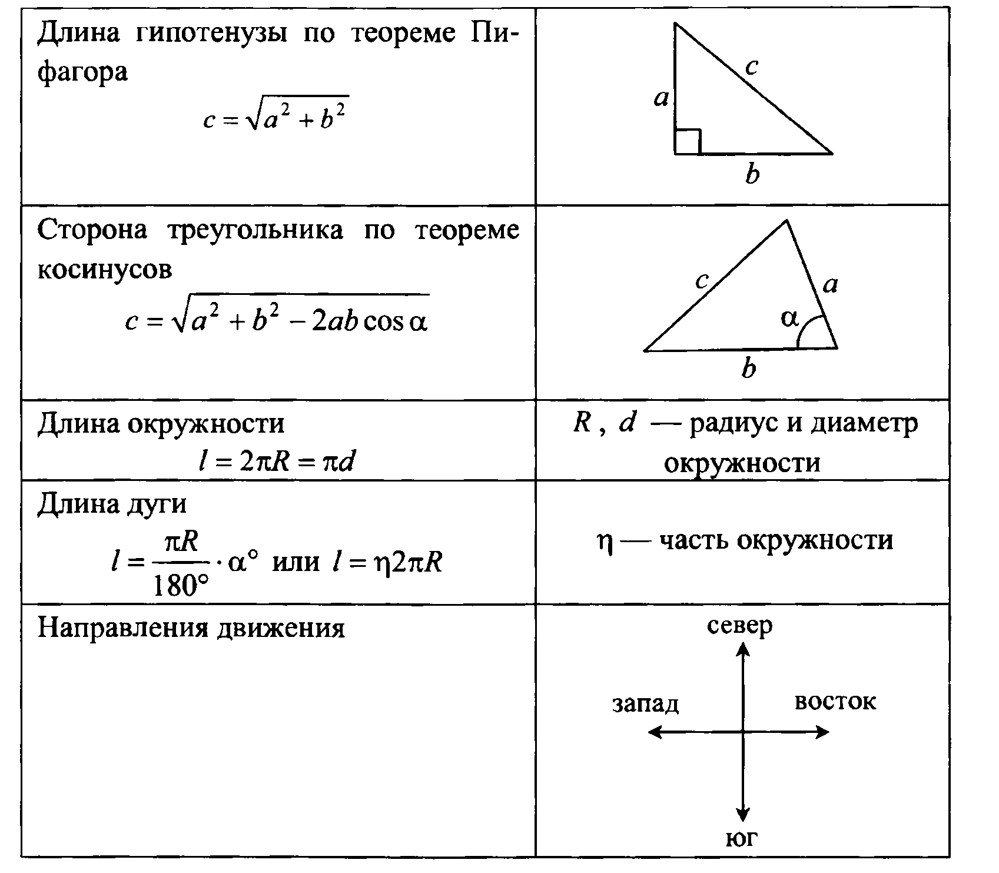 Длина гипотенузы по теореме Пи-
фагора
c = √(a² + b²)
a
c
b
Сторона треугольника по теореме
косинусов
c = √(a² + b² − 2ab cos α)
c
a
α
b
Длина окружности
l = 2πR = πd
R , d — радиус и диаметр
окружности
Длина дуги
l = πR/180° · α° или l = η2πR
η — часть окружности
Направления движения
север
запад
восток
юг